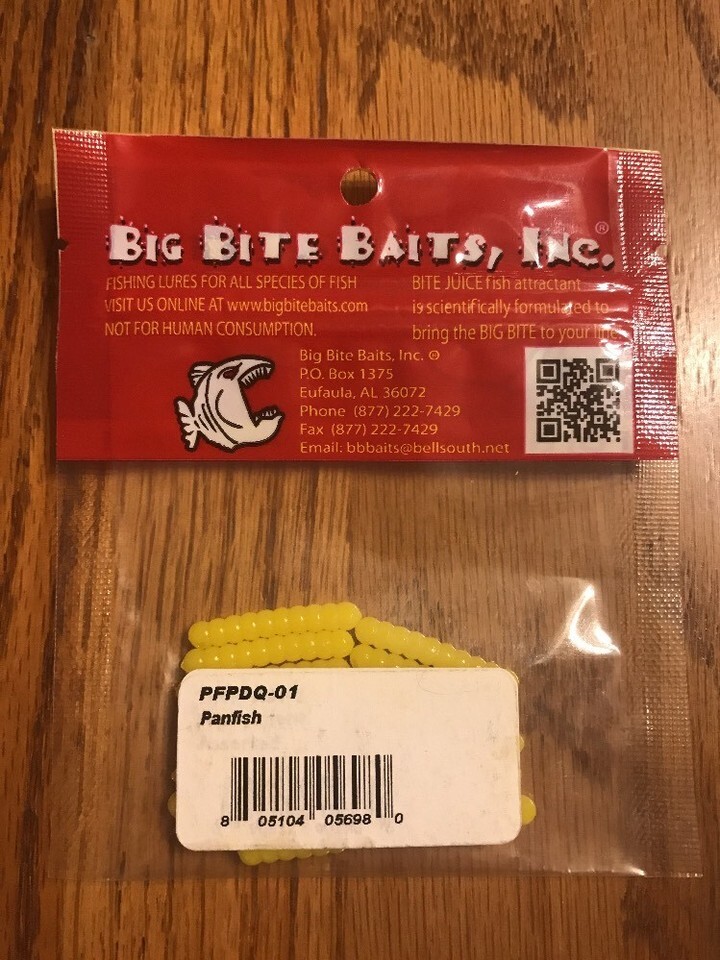 BIG BITE BAITS, INC.®
FISHING LURES FOR ALL SPECIES OF FISH
VISIT US ONLINE AT www.bigbitebaits.com
NOT FOR HUMAN CONSUMPTION.
BITE JUICE fish attractant
is scientifically formulated to
bring the BIG BITE to your line.
Big Bite Baits, Inc. ®
P.O. Box 1375
Eufaula, AL 36072
Phone (877) 222-7429
Fax (877) 222-7429
Email: bbbaits@bellsouth.net
PFPDQ-01
Panfish
8 05104 05698 0